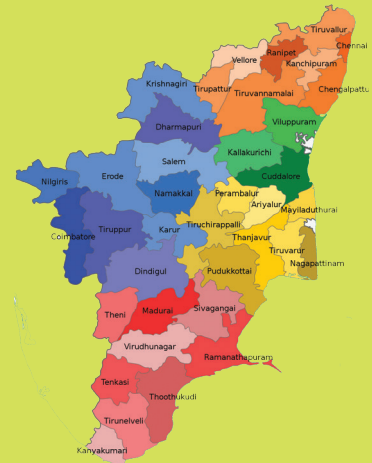 Tiruvallur
Chennai
Ranipet
Vellore
Kanchipuram
Krishnagiri
Tirupattur
Chengalpattu
Tiruvannamalai
Viluppuram
Dharmapuri
Kallakurichi
Salem
Cuddalore
Nilgiris
Erode
Namakkal
Perambalur
Ariyalur
Mayiladuthurai
Coimbatore
Tiruppur
Karur
Tiruchirappalli
Thanjavur
Tiruvarur
Nagapattinam
Dindigul
Pudukkottai
Theni
Madurai
Sivagangai
Virudhunagar
Ramanathapuram
Tenkasi
Thoothukudi
Tirunelveli
Kanyakumari